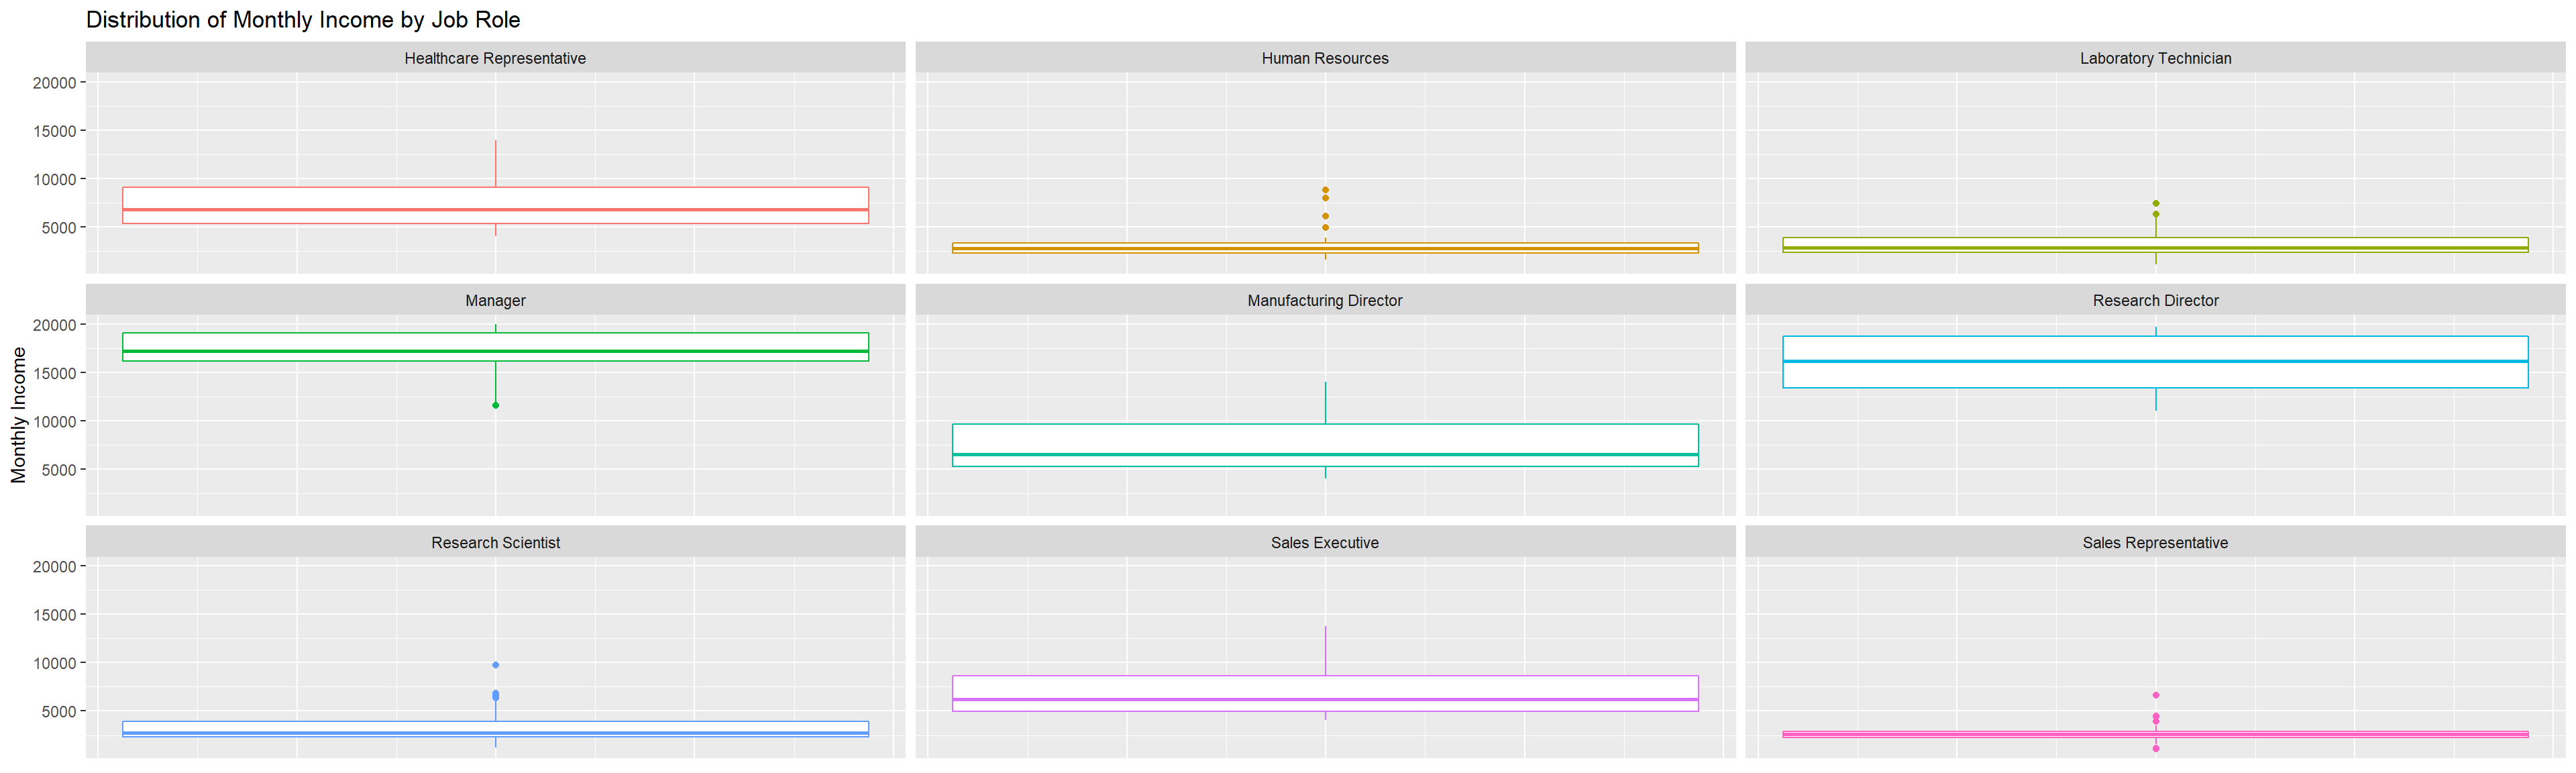 Distribution of Monthly Income by Job Role
Healthcare Representative
Human Resources
Laboratory Technician
20000
15000
10000
5000
Manager
Manufacturing Director
Research Director
20000
15000
10000
5000
Monthly Income
Research Scientist
Sales Executive
Sales Representative
20000
15000
10000
5000